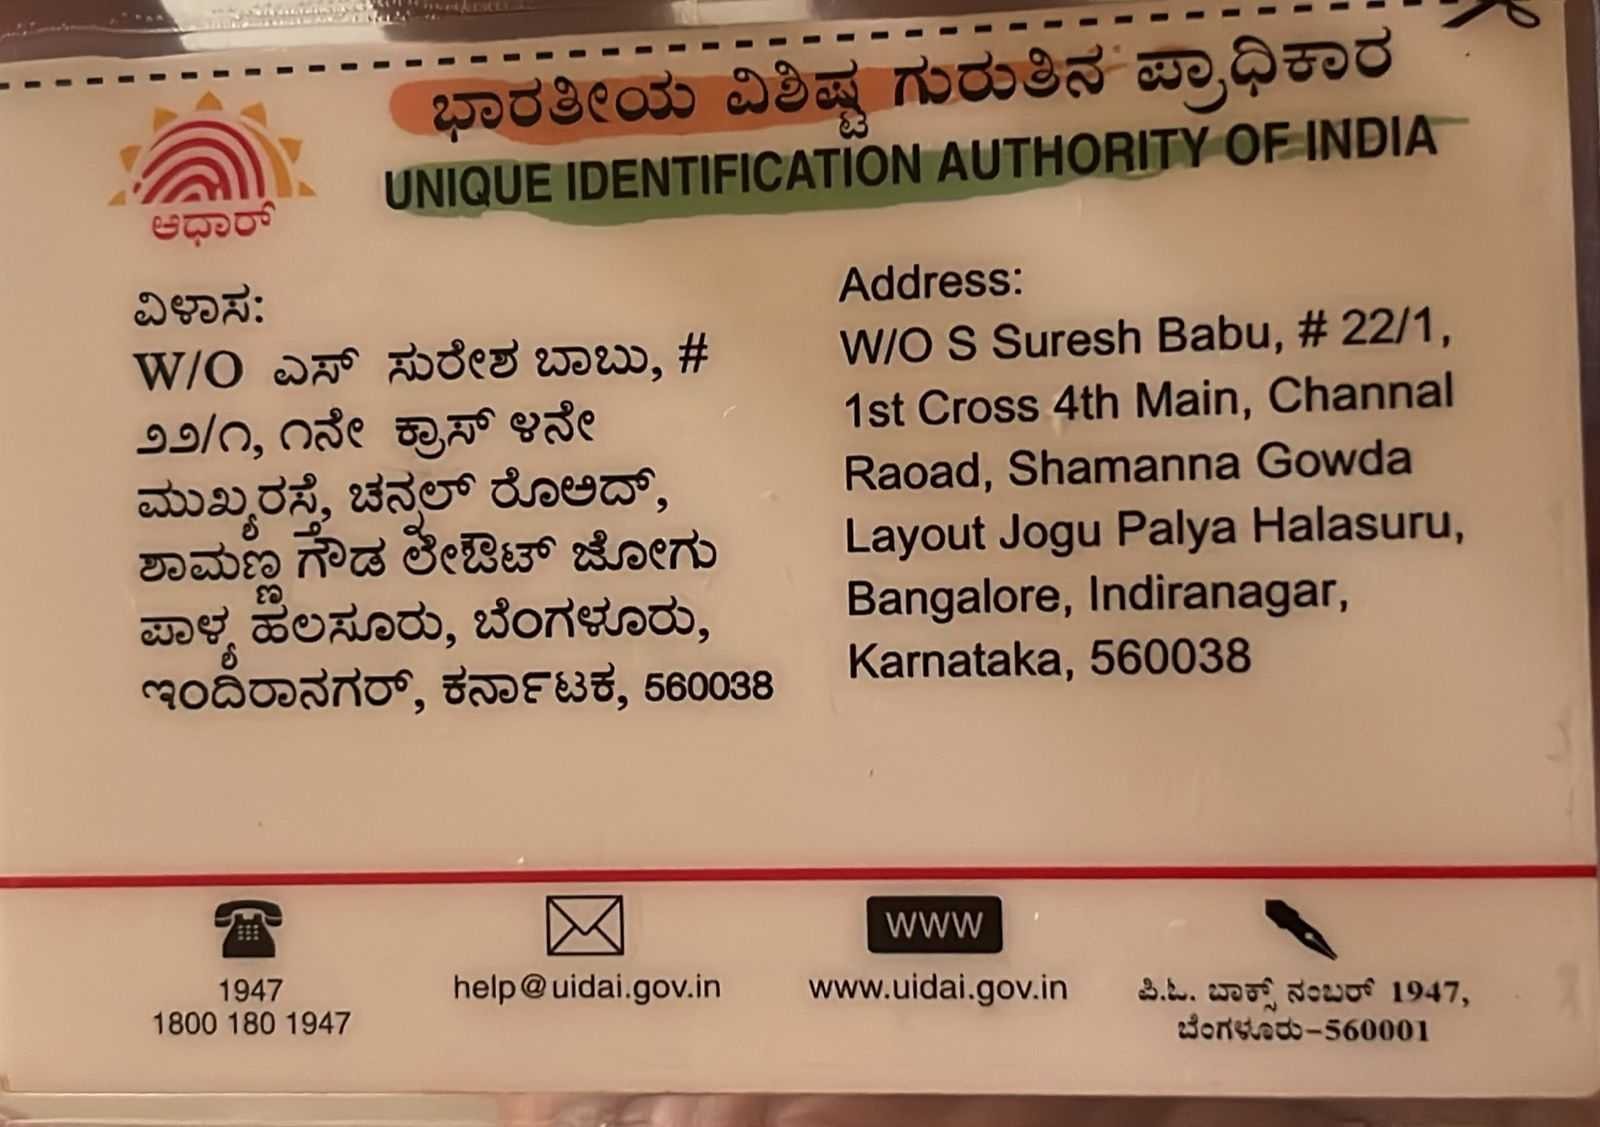 ಭಾರತೀಯ ವಿಶಿಷ್ಟ ಗುರುತಿನ ಪ್ರಾಧಿಕಾರ
UNIQUE IDENTIFICATION AUTHORITY OF INDIA
ಆಧಾರ್
ವಿಳಾಸ:
W/O ಎಸ್ ಸುರೇಶ ಬಾಬು, #
೨೨/೧, ೧ನೇ ಕ್ರಾಸ್ ೪ನೇ
ಮುಖ್ಯರಸ್ತೆ, ಚನ್ನಲ್ ರೋಆದ್,
ಶಾಮಣ್ಣ ಗೌಡ ಲೇಔಟ್ ಜೋಗು
ಪಾಳ್ಯ ಹಲಸೂರು, ಬೆಂಗಳೂರು,
ಇಂದಿರಾನಗರ್, ಕರ್ನಾಟಕ, 560038
Address:
W/O S Suresh Babu, # 22/1,
1st Cross 4th Main, Channal
Raoad, Shamanna Gowda
Layout Jogu Palya Halasuru,
Bangalore, Indiranagar,
Karnataka, 560038
1947
1800 180 1947
help@uidai.gov.in
www
www.uidai.gov.in
ಪಿ.ಓ. ಬಾಕ್ಸ್ ನಂಬರ್ 1947,
ಬೆಂಗಳೂರು-560001